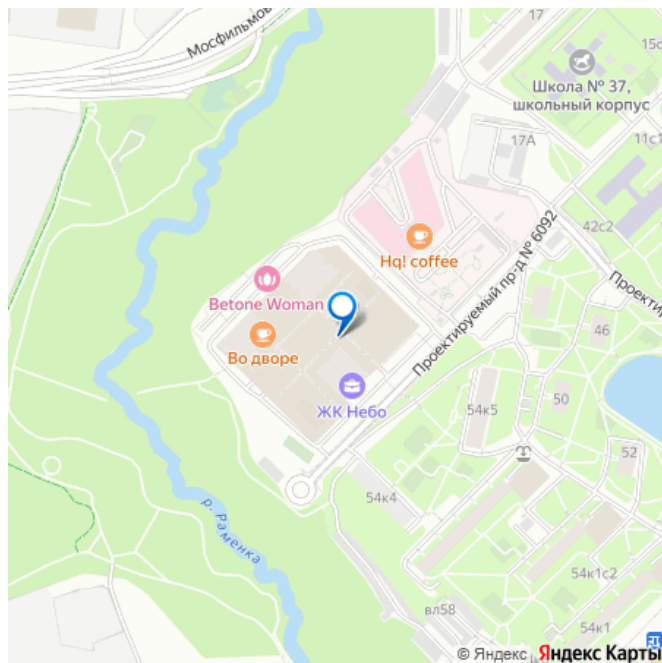 Мосфильмов
17
15с
Школа № 37,
школьный корпус
17А
11с1
42с2
Hq! coffee
Проектируемый пр-д № 6092
Проекти
Betone Woman
Во дворе
46
ЖК Небо
54к5
50
52
54к4
р. Раменка
54к1с2
вл58
54к1
© Яндекс Яндекс Карты